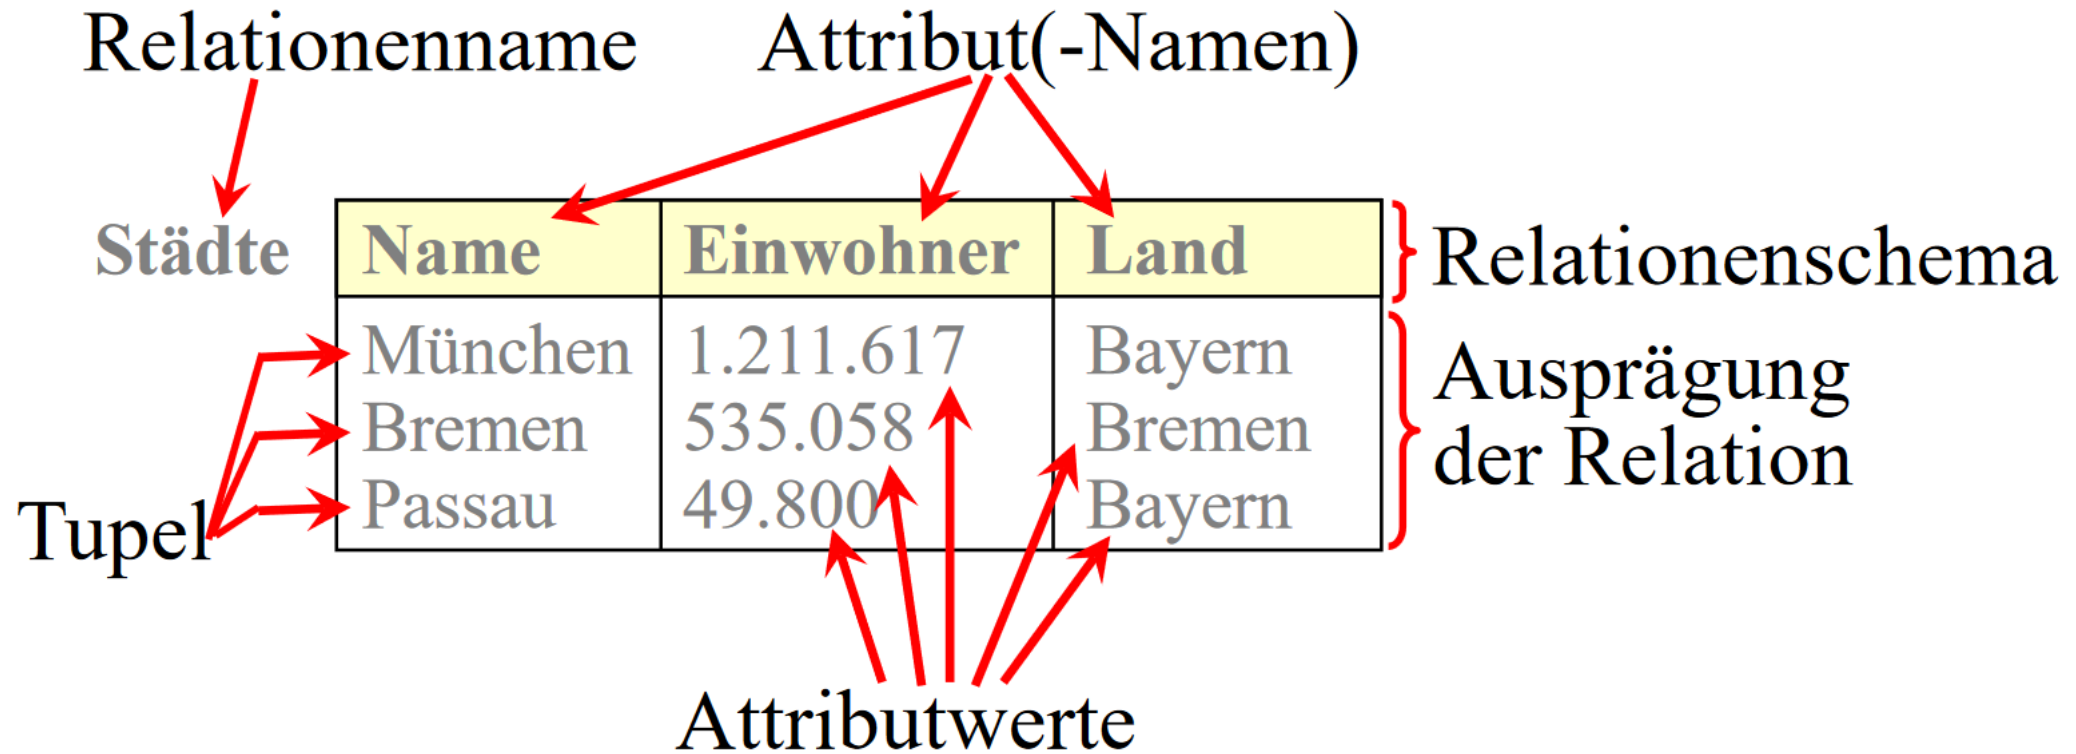 Relationenname
Attribut(-Namen)
Städte
Name Einwohner Land
Relationenschema
München 1.211.617 Bayern
Bremen 535.058 Bremen
Passau 49.800 Bayern
Ausprägung
der Relation
Tupel
Attributwerte